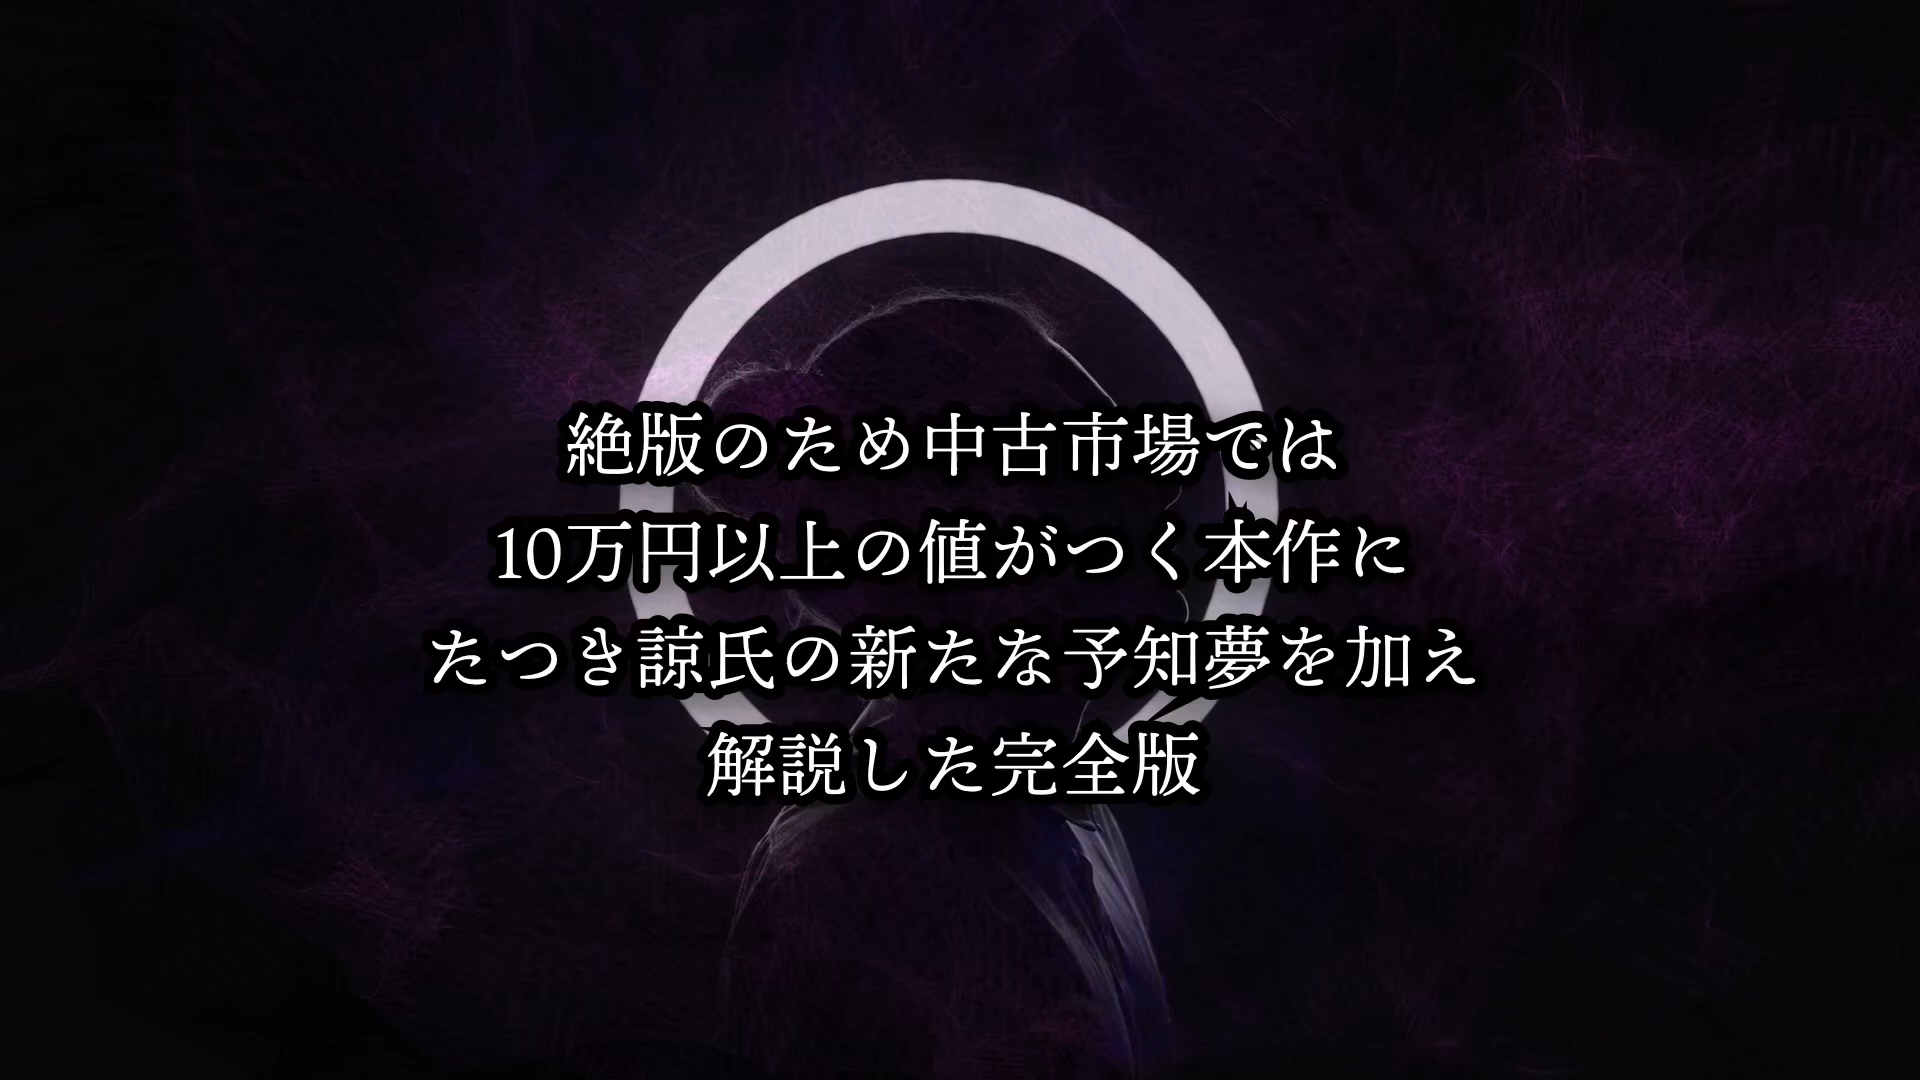 絶版のため中古市場では
10万円以上の値がつく本作に
たつき諒氏の新たな予知夢を加え
解説した完全版